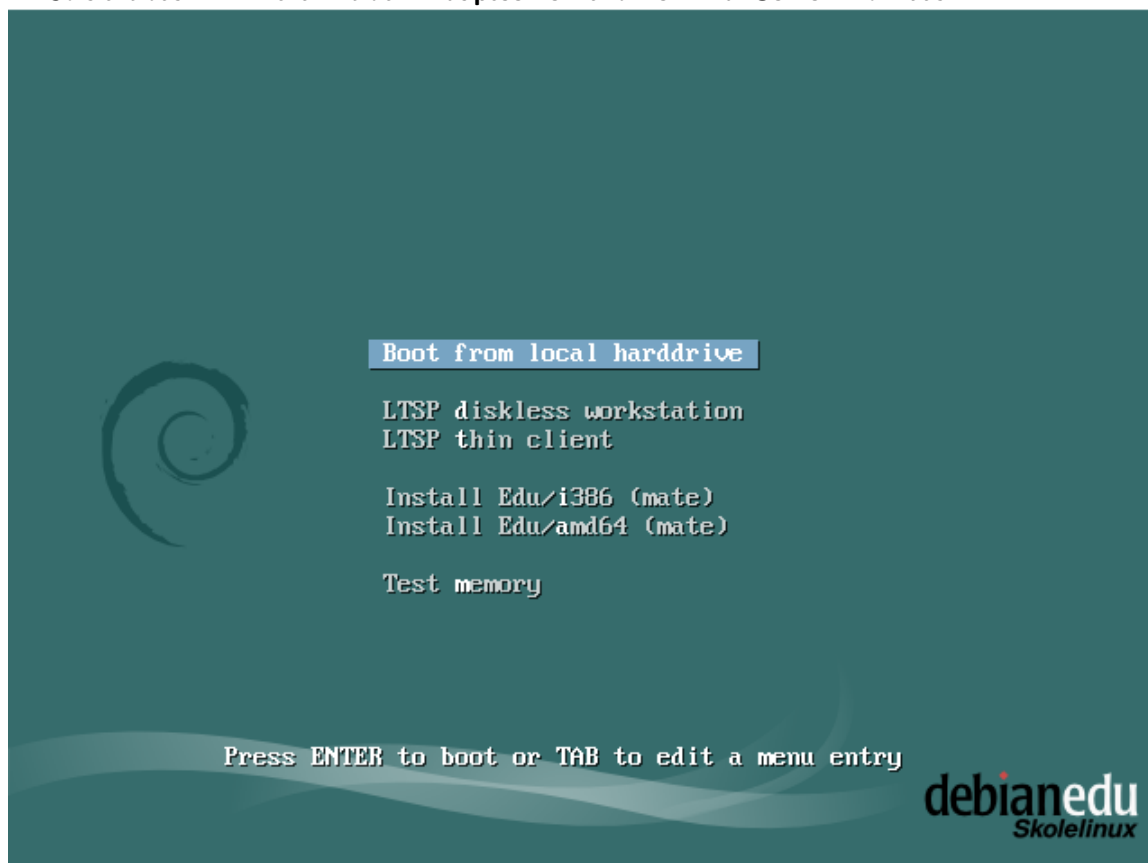 Boot from local harddrive
LTSP diskless workstation
LTSP thin client
Install Edu/i386 (mate)
Install Edu/amd64 (mate)
Test memory
Press ENTER to boot or TAB to edit a menu entry
debianedu
Skolelinux